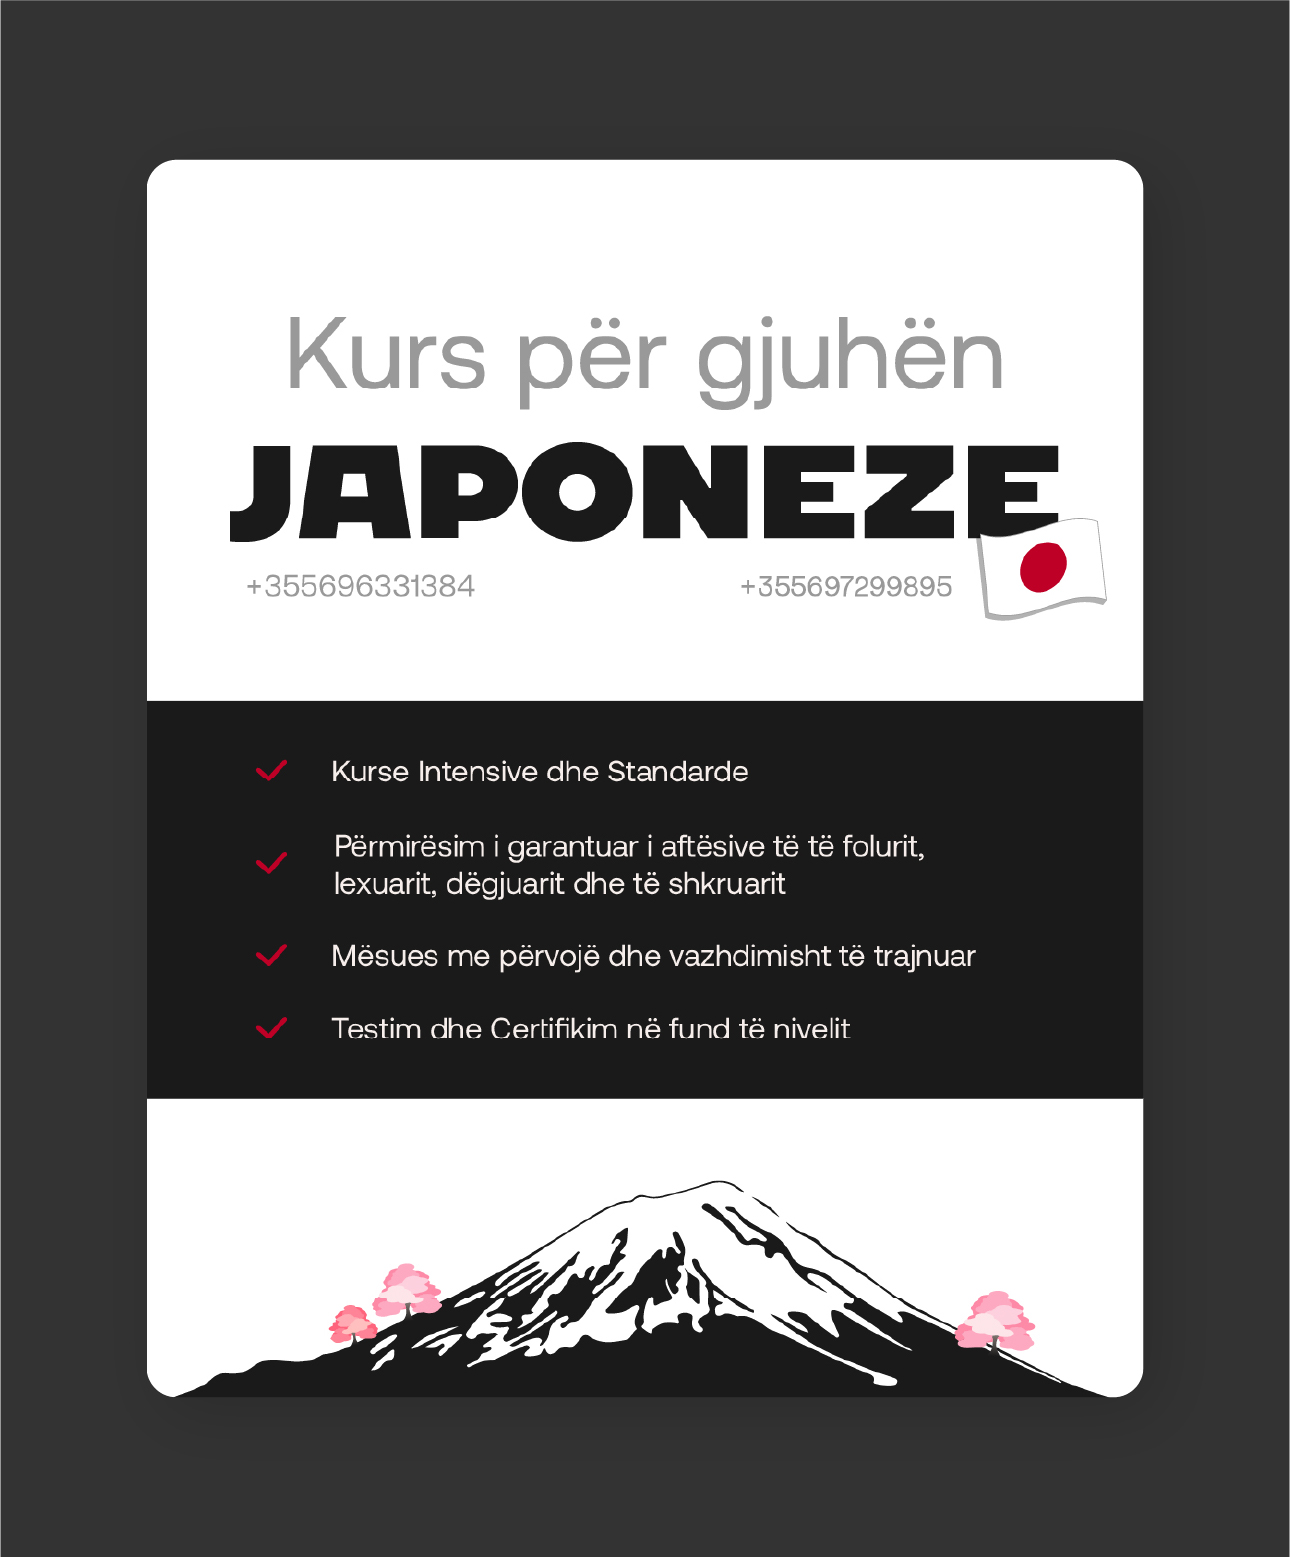 Kurs për gjuhën
JAPONEZE
+355696331384
+355697299895
Kurse Intensive dhe Standarde
Përmirësim i garantuar i aftësive të të folurit,
lexuarit, dëgjuarit dhe të shkruarit
Mësues me përvojë dhe vazhdimisht të trajnuar
Testim dhe Certifikim në fund të nivelit